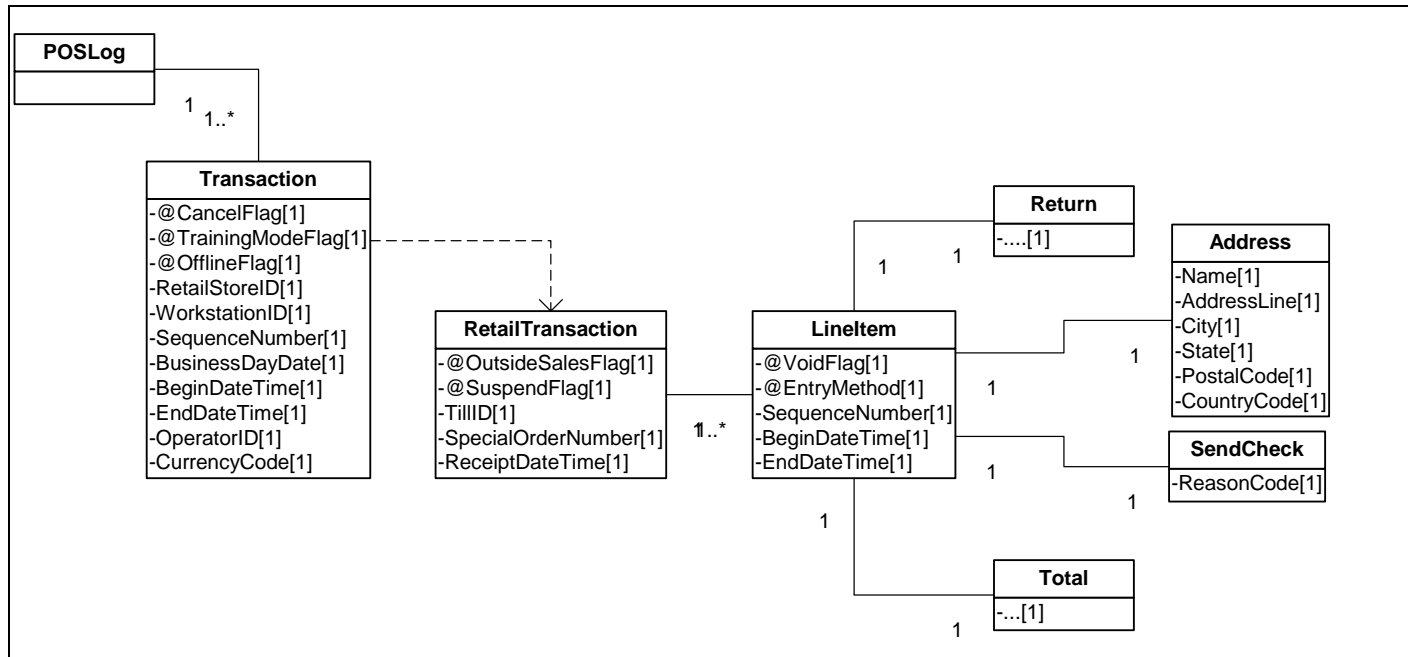 POSLog
1
1..*
Transaction
-@CancelFlag[1]
-@TrainingModeFlag[1]
-@OfflineFlag[1]
-RetailStoreID[1]
-WorkstationID[1]
-SequenceNumber[1]
-BusinessDayDate[1]
-BeginDateTime[1]
-EndDateTime[1]
-OperatorID[1]
-CurrencyCode[1]
RetailTransaction
-@OutsideSalesFlag[1]
-@SuspendFlag[1]
-TillID[1]
-SpecialOrderNumber[1]
-ReceiptDateTime[1]
1
1..*
LineItem
-@VoidFlag[1]
-@EntryMethod[1]
-SequenceNumber[1]
-BeginDateTime[1]
-EndDateTime[1]
1
1
Return
-....[1]
1
1
Address
-Name[1]
-AddressLine[1]
-City[1]
-State[1]
-PostalCode[1]
-CountryCode[1]
1
1
SendCheck
-ReasonCode[1]
1
1
Total
-...[1]